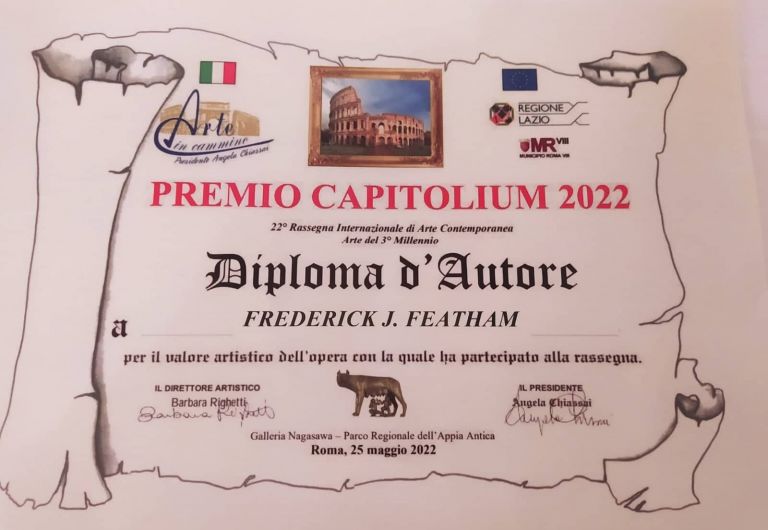 Arte
in cammino
Presidente Angela Chiassai
REGIONE
LAZIO
MR VIII
MUNICIPIO ROMA VIII
PREMIO CAPITOLIUM 2022
22° Rassegna Internazionale di Arte Contemporanea
Arte del 3° Millennio
Diploma d'Autore
a FREDERICK J. FEATHAM
per il valore artistico dell'opera con la quale ha partecipato alla rassegna.
IL DIRETTORE ARTISTICO
Barbara Righetti
Barbara Righetti
IL PRESIDENTE
Angela Chiassai
Galleria Nagasawa – Parco Regionale dell'Appia Antica
Roma, 25 maggio 2022